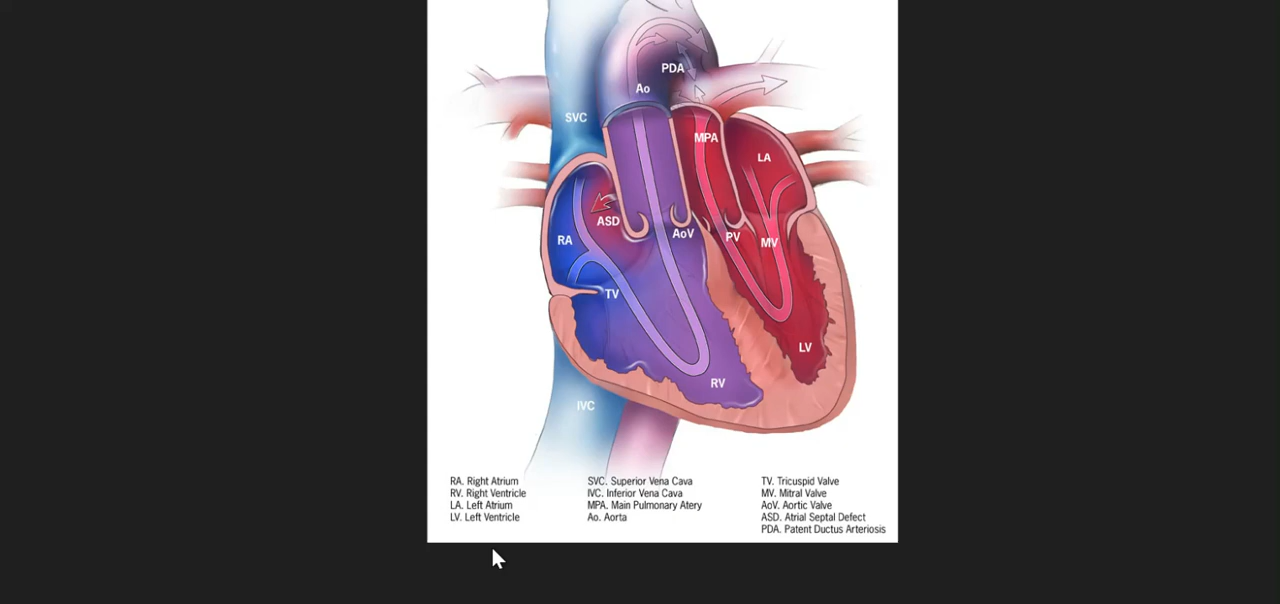 PDA
Ao
SVC
MPA
LA
ASD
AoV
PV
RA
MV
TV
LV
RV
IVC
RA. Right Atrium
RV. Right Ventricle
LA. Left Atrium
LV. Left Ventricle
SVC. Superior Vena Cava
IVC. Inferior Vena Cava
MPA. Main Pulmonary Atery
Ao. Aorta
TV. Tricuspid Valve
MV. Mitral Valve
AoV. Aortic Valve
ASD. Atrial Septal Defect
PDA. Patent Ductus Arteriosis